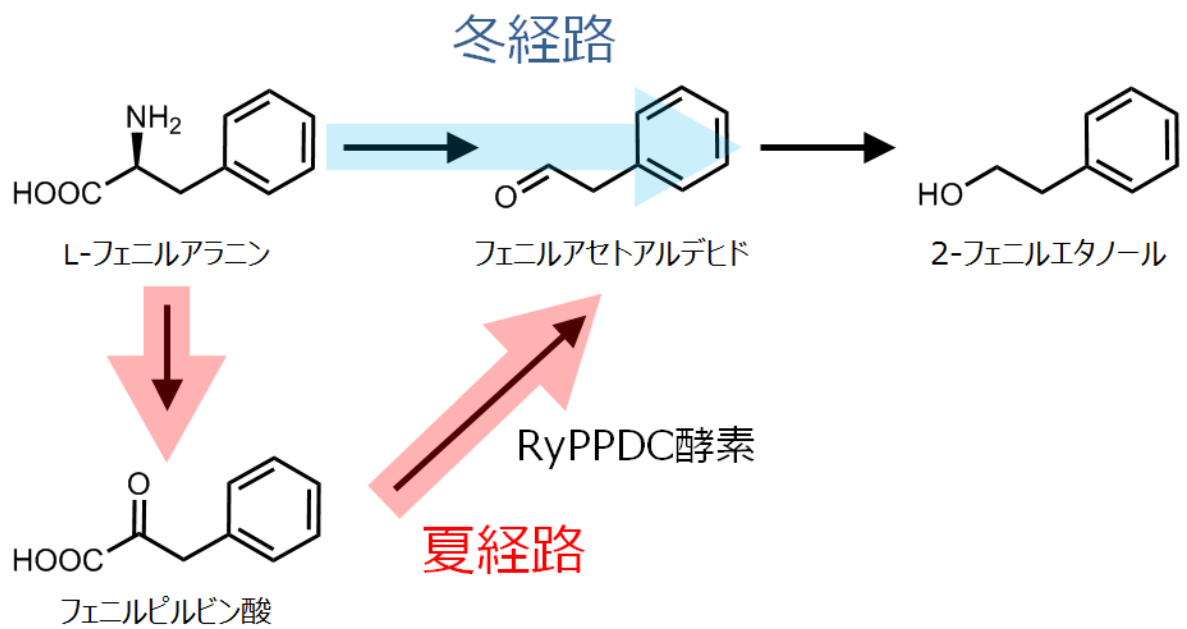 冬経路
NH2
HOOC
L-フェニルアラニン
O
フェニルアセトアルデヒド
HO
2-フェニルエタノール
RyPPDC酵素
夏経路
O
HOOC
フェニルピルビン酸